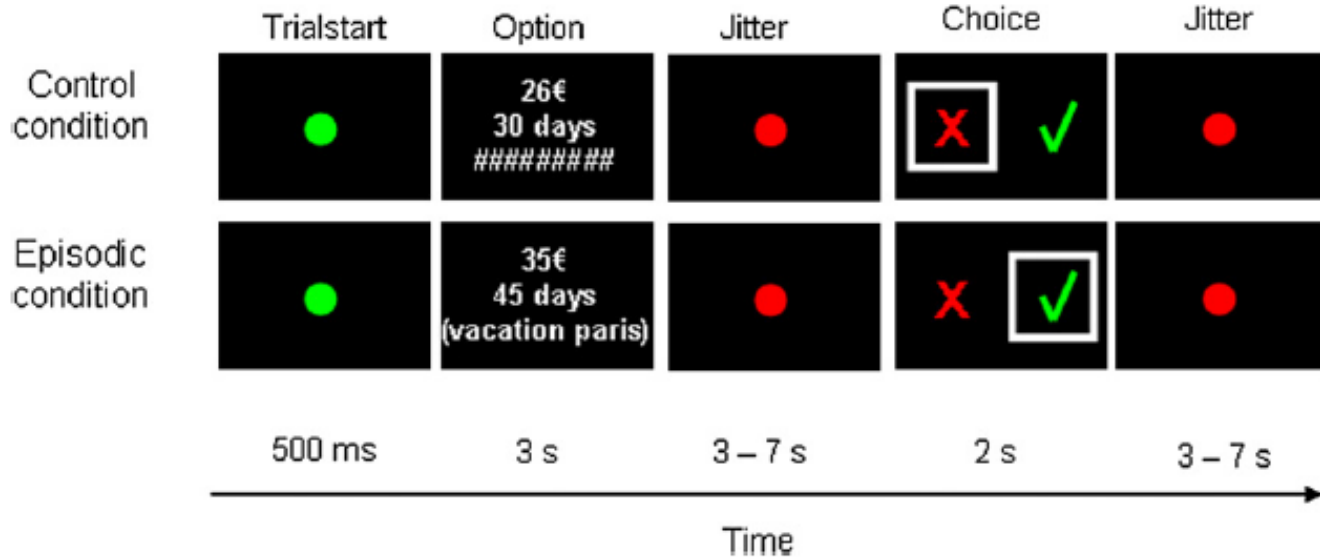 Trialstart Option Jitter Choice Jitter
Control
condition
26€
30 days
#########
X ✓
Episodic
condition
35€
45 days
(vacation paris)
X ✓
500 ms 3 s 3 – 7 s 2 s 3 – 7 s
Time